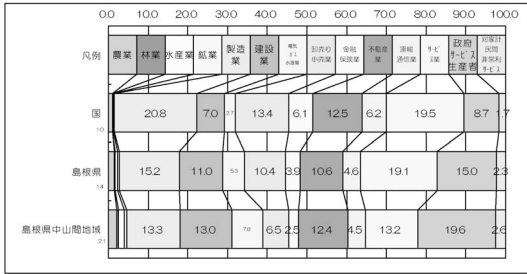 0.0 10.0 20.0 30.0 40.0 50.0 60.0 70.0 80.0 90.0 100.0
凡例 農業 林業 水産業 鉱業 製造業 建設業 電気ガス水道業 卸売り小売業 金融保険業 不動産業 運輸通信業 サービス業 政府サービス生産者 対家計民間非常利サービス
国 10 20.8 7.0 2.7 13.4 6.1 12.5 6.2 19.5 8.7 1.7
島根県 14 15.2 11.0 53 10.4 3.9 10.6 4.6 19.1 15.0 2.3
島根県中山間地域 21 13.3 13.0 78 6.5 2.5 12.4 4.5 13.2 19.6 2.6